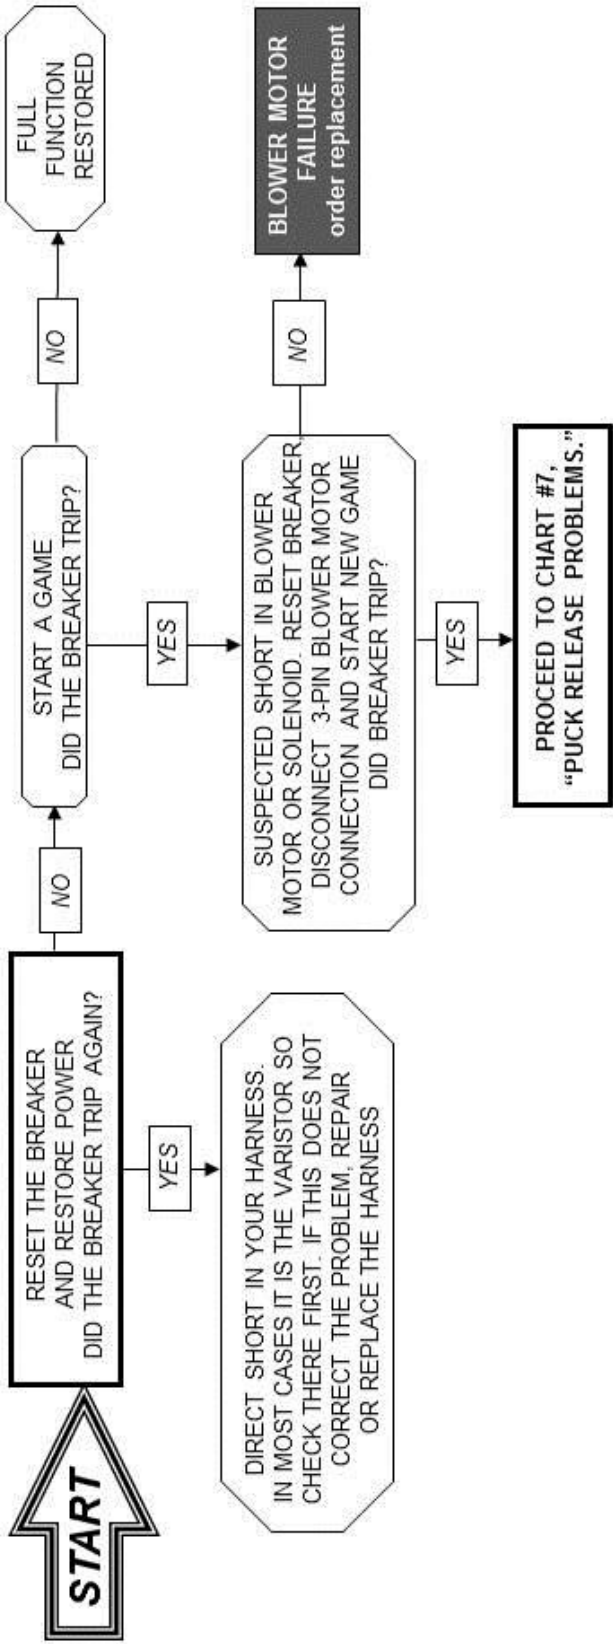 START
RESET THE BREAKER
AND RESTORE POWER
DID THE BREAKER TRIP AGAIN?
NO
START A GAME
DID THE BREAKER TRIP?
NO
FULL
FUNCTION
RESTORED
YES
DIRECT SHORT IN YOUR HARNESS.
IN MOST CASES IT IS THE VARISTOR SO
CHECK THERE FIRST. IF THIS DOES NOT
CORRECT THE PROBLEM, REPAIR
OR REPLACE THE HARNESS
YES
SUSPECTED SHORT IN BLOWER
MOTOR OR SOLENOID. RESET BREAKER,
DISCONNECT 3-PIN BLOWER MOTOR
CONNECTION AND START NEW GAME
DID BREAKER TRIP?
NO
BLOWER MOTOR
FAILURE
order replacement
YES
PROCEED TO CHART #7,
“PUCK RELEASE PROBLEMS.”